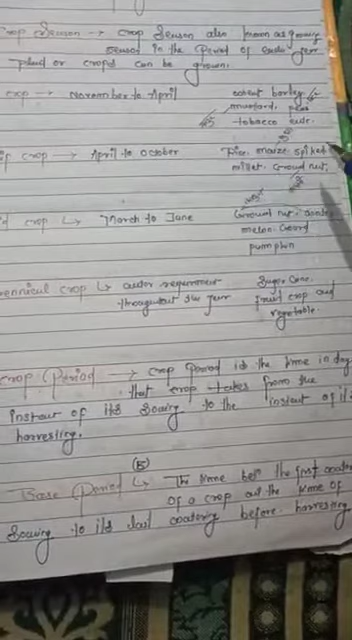 crop Season → crop Season also known as growing
season is the Period of Each year
plant or crops can be grown.
crop → November to April wheat barley
mustard, peas
tobacco etc.
crop → April to October Rice, maize spiket
millet. Ground nut,
crop ↳ March to June Ground nut.
melon. Gourd
pumpkin
crop ↳ water requirement Sugar Cane.
throughout the year fruit crop and
vegetable.
crop Period → crop Period is the time in day
that crop takes from the
instant of its Sowing to the instant of it
harvesting.
(B)
Base Period ↳ The time bet the first
of a crop at the time of
Sowing to its last watering before harvesting